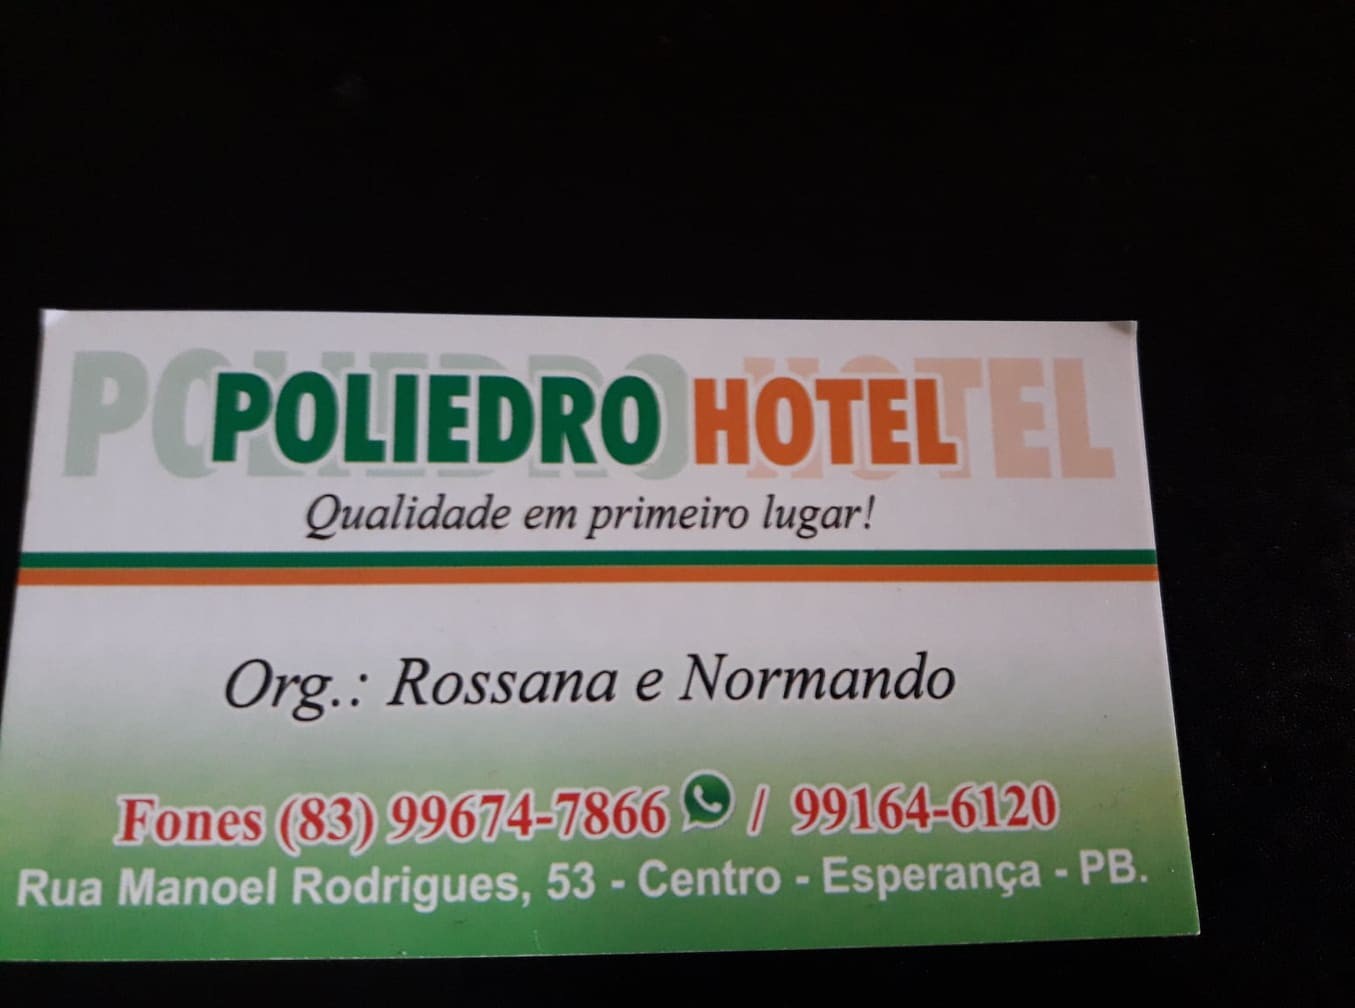 POLIEDRO HOTEL
Qualidade em primeiro lugar!
Org.: Rossana e Normando
Fones (83) 99674-7866 / 99164-6120
Rua Manoel Rodrigues, 53 - Centro - Esperança - PB.